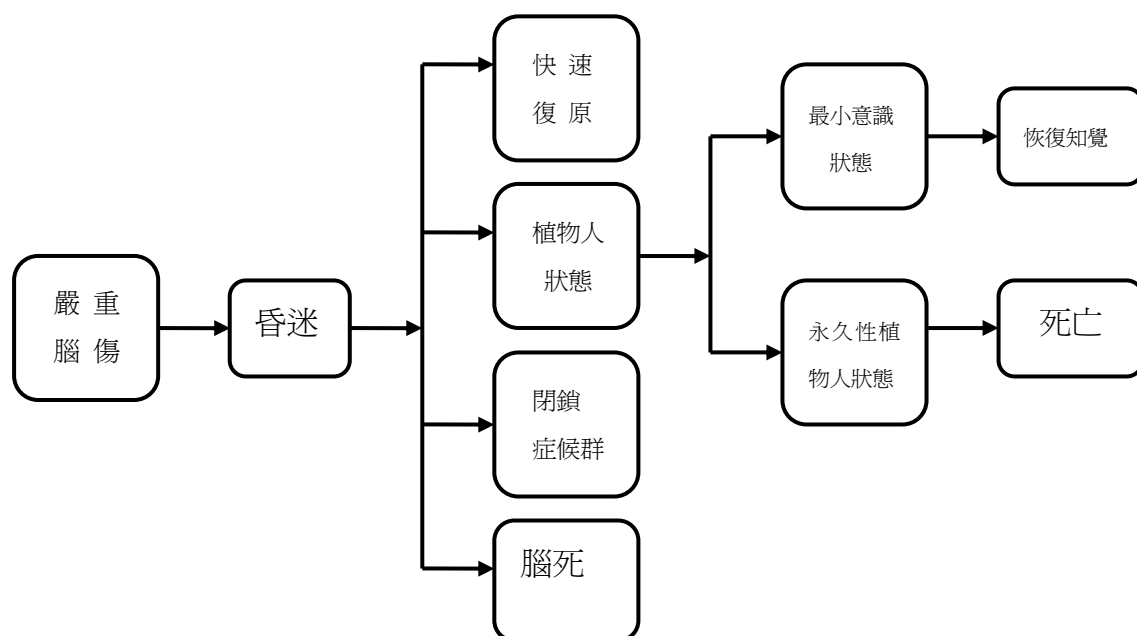 嚴 重
腦 傷
昏迷
快 速
復 原
植物人
狀態
閉鎖
症候群
腦死
最小意識
狀態
永久性植
物人狀態
恢復知覺
死亡